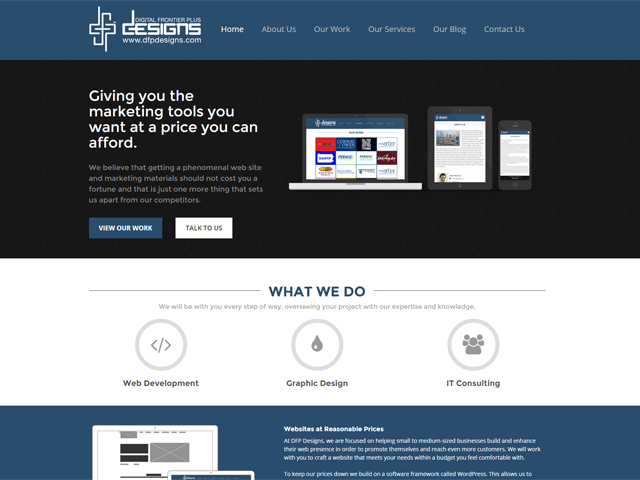 DIGITAL FRONTIER PLUS
DESIGNS
www.dfpdesigns.com
Home
About Us
Our Work
Our Services
Our Blog
Contact Us
Giving you the
marketing tools you
want at a price you can
afford.
We believe that getting a phenomenal web site
and marketing materials should not cost you a
fortune and that is just one more thing that sets
us apart from our competitors.
VIEW OUR WORK
TALK TO US
WHAT WE DO
We will be with you every step of way, overseeing your project with our expertise and knowledge.
Web Development
Graphic Design
IT Consulting
Websites at Reasonable Prices
At DFP Designs, we are focused on helping small to medium-sized businesses build and enhance
their web presence in order to promote themselves and reach even more customers. We will work
with you to craft a website that meets your needs within a budget you feel comfortable with.
To keep our prices down we build on a software framework called WordPress. This allows us to